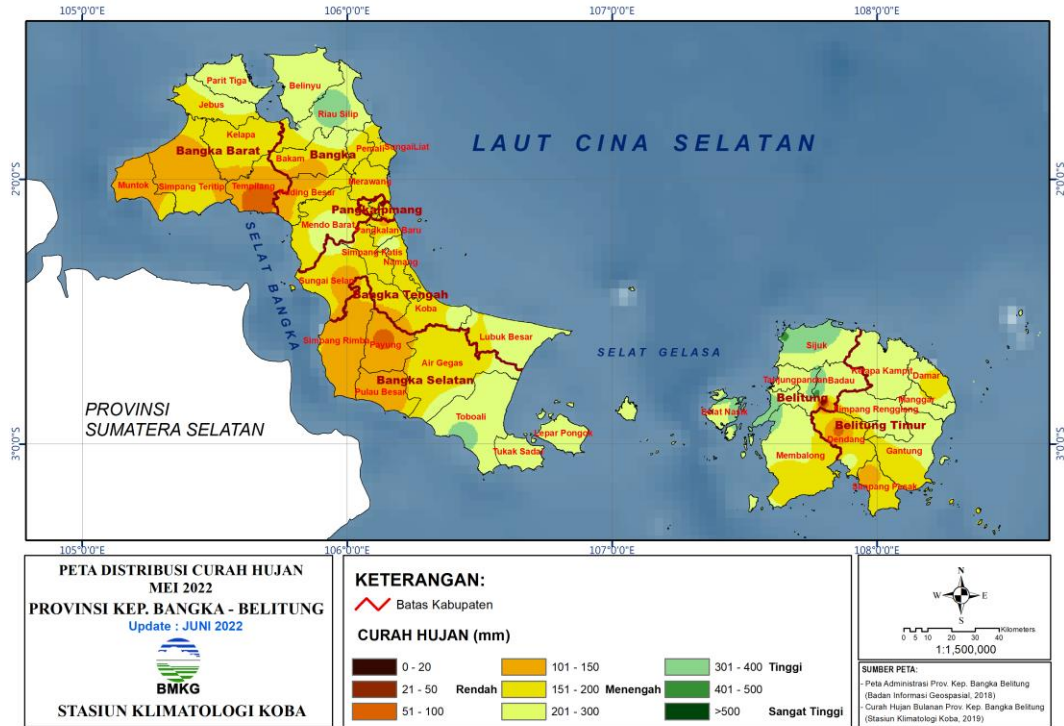 105°0'0"E 106°0'0"E 107°0'0"E 108°0'0"E
Parit Tiga
Belinyu
Jebus
Riau Silip
Kelapa
LAUT CINA SELATAN
Bangka Barat
Bangka
Pemali
SungaiLiat
Bakam
2°0'0"S
2°0'0"S
Muntok
Simpang Teritip
Tempilang
Puding Besar
Merawang
Pangkalpinang
Mendo Barat
Pangkalan Baru
Simpang Katis
Namang
SELAT BANGKA
Sungai Selan
Bangka Tengah
Koba
Simpang Rimba
Payung
Lubuk Besar
Air Gegas
SELAT GELASA
Sijuk
Bangka Selatan
Pulau Besar
Tanjungpandan
Badau
Kelapa Kampit
Damar
Belitung
Manggar
Selat Nasik
Simpang Renggiang
PROVINSI
SUMATERA SELATAN
Toboali
Belitung Timur
Lepar Pongok
Dendang
3°0'0"S
3°0'0"S
Tukak Sadai
Membalong
Gantung
Simpang Pesak
105°0'0"E 106°0'0"E 107°0'0"E 108°0'0"E
PETA DISTRIBUSI CURAH HUJAN
MEI 2022
PROVINSI KEP. BANGKA - BELITUNG
Update : JUNI 2022
BMKG
STASIUN KLIMATOLOGI KOBA
KETERANGAN:
Batas Kabupaten
CURAH HUJAN (mm)
0 - 20 101 - 150 301 - 400 Tinggi
21 - 50 Rendah 151 - 200 Menengah 401 - 500
51 - 100 201 - 300 >500 Sangat Tinggi
N
W E
S
0 5 10 20 30 40 Kilometers
1:1,500,000
SUMBER PETA:
- Peta Administrasi Prov. Kep. Bangka Belitung
(Badan Informasi Geospasial, 2018)
- Curah Hujan Bulanan Prov. Kep. Bangka Belitung
(Stasiun Klimatologi Koba, 2019)